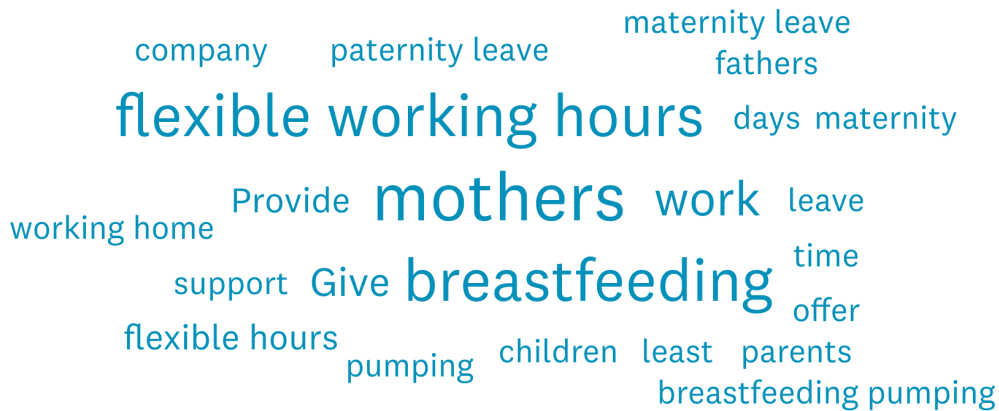 maternity leave
company paternity leave
fathers
flexible working hours days maternity
Provide mothers work leave
working home
time
support Give breastfeeding
offer
flexible hours
pumping children least parents
breastfeeding pumping